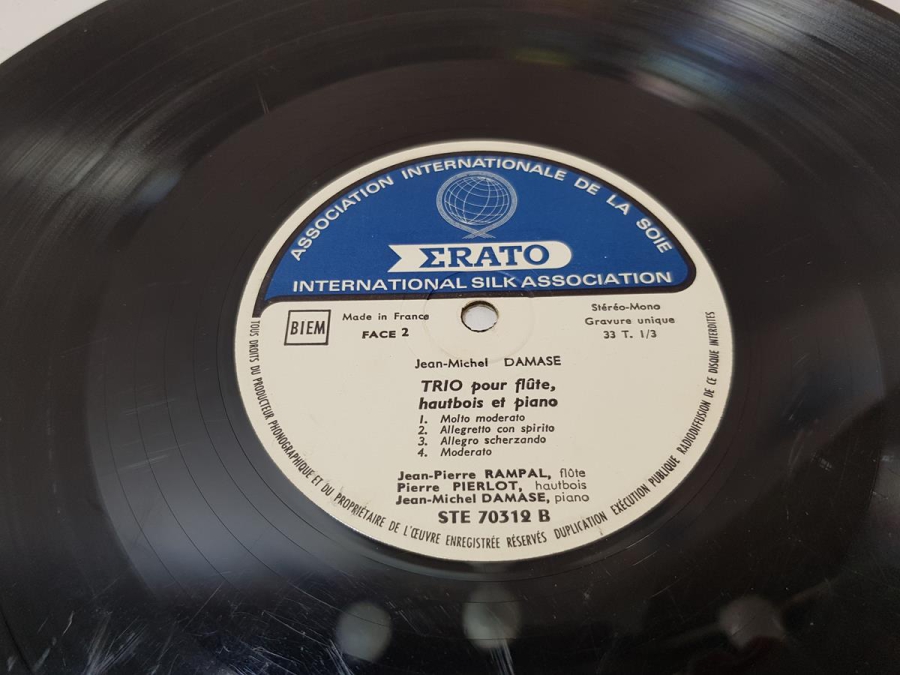 ASSOCIATION INTERNATIONALE DE LA SOIE
ΣRATO
INTERNATIONAL SILK ASSOCIATION
BIEM
Made in France
FACE 2
Stéréo-Mono
Gravure unique
33 T. 1/3
Jean-Michel DAMASE
TRIO pour flûte,
hautbois et piano
1. Molto moderato
2. Allegretto con spirito
3. Allegro scherzando
4. Moderato
Jean-Pierre RAMPAL, flûte
Pierre PIERLOT, hautbois
Jean-Michel DAMASE, piano
STE 70312 B
TOUS DROITS DU PRODUCTEUR PHONOGRAPHIQUE ET DU PROPRIÉTAIRE DE L'ŒUVRE ENREGISTRÉE RÉSERVÉS DUPLICATION EXÉCUTION PUBLIQUE RADIODIFFUSION DE CE DISQUE INTERDITES